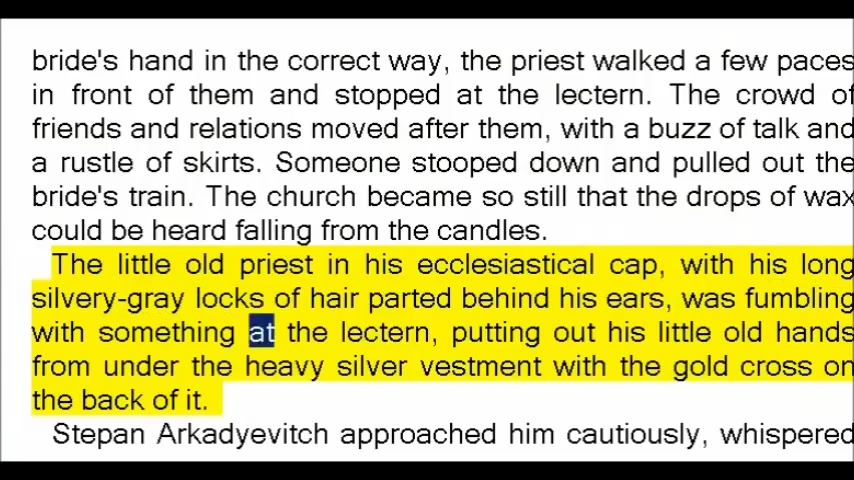 bride's hand in the correct way, the priest walked a few paces
in front of them and stopped at the lectern. The crowd of
friends and relations moved after them, with a buzz of talk and
a rustle of skirts. Someone stooped down and pulled out the
bride's train. The church became so still that the drops of wax
could be heard falling from the candles.
The little old priest in his ecclesiastical cap, with his long
silvery-gray locks of hair parted behind his ears, was fumbling
with something at the lectern, putting out his little old hands
from under the heavy silver vestment with the gold cross on
the back of it.
Stepan Arkadyevitch approached him cautiously, whispered